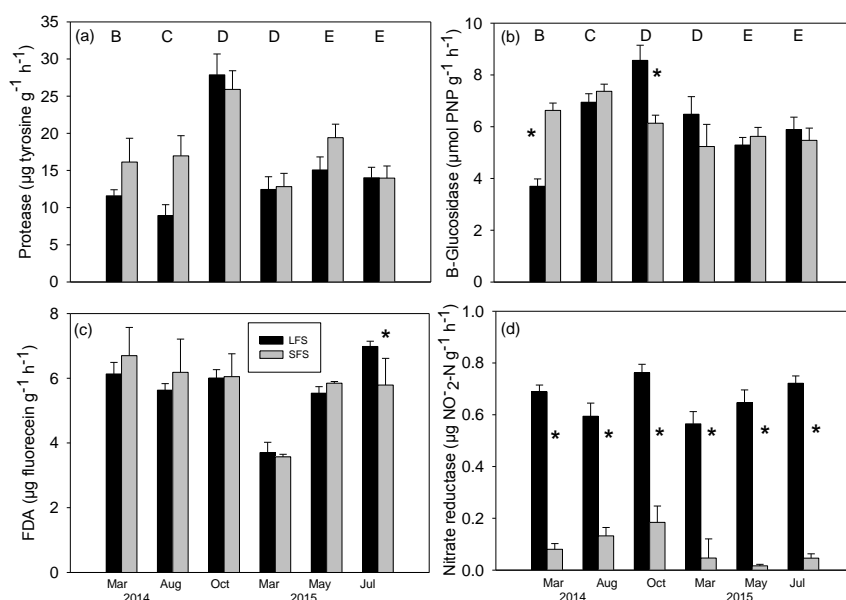 (a) B C D D E E
35
30
25
20
15
10
5
0
Protease (µg tyrosine g⁻¹ h⁻¹)
(b) B C D D E E
10
8
6
4
2
0
B-Glucosidase (µmol PNP g⁻¹ h⁻¹)
*
*
(c)
8
6
4
2
0
FDA (µg fluorecein g⁻¹ h⁻¹)
LFS
SFS
*
Mar Aug Oct Mar May Jul
2014 2015
(d)
1.0
0.8
0.6
0.4
0.2
0.0
Nitrate reductase (µg NO⁻2-N g⁻¹ h⁻¹)
* * * * * *
Mar Aug Oct Mar May Jul
2014 2015